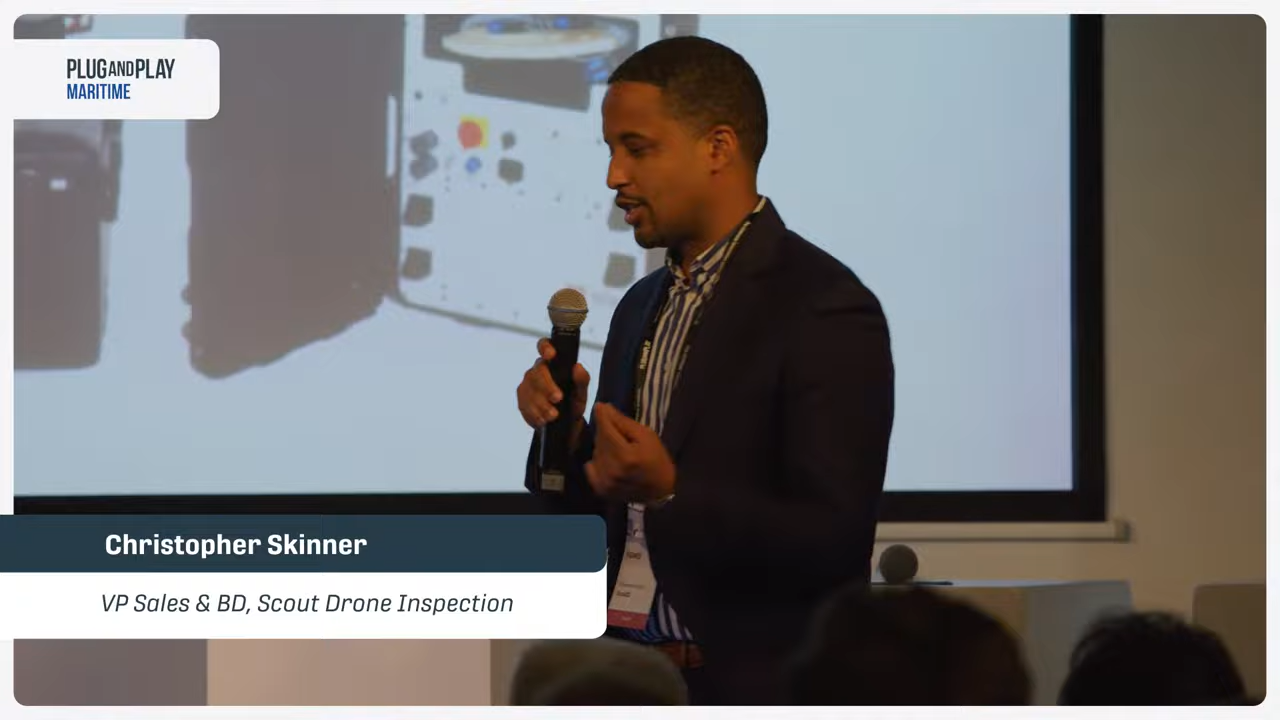 PLUGANDPLAY
MARITIME
Christopher Skinner
VP Sales & BD, Scout Drone Inspection